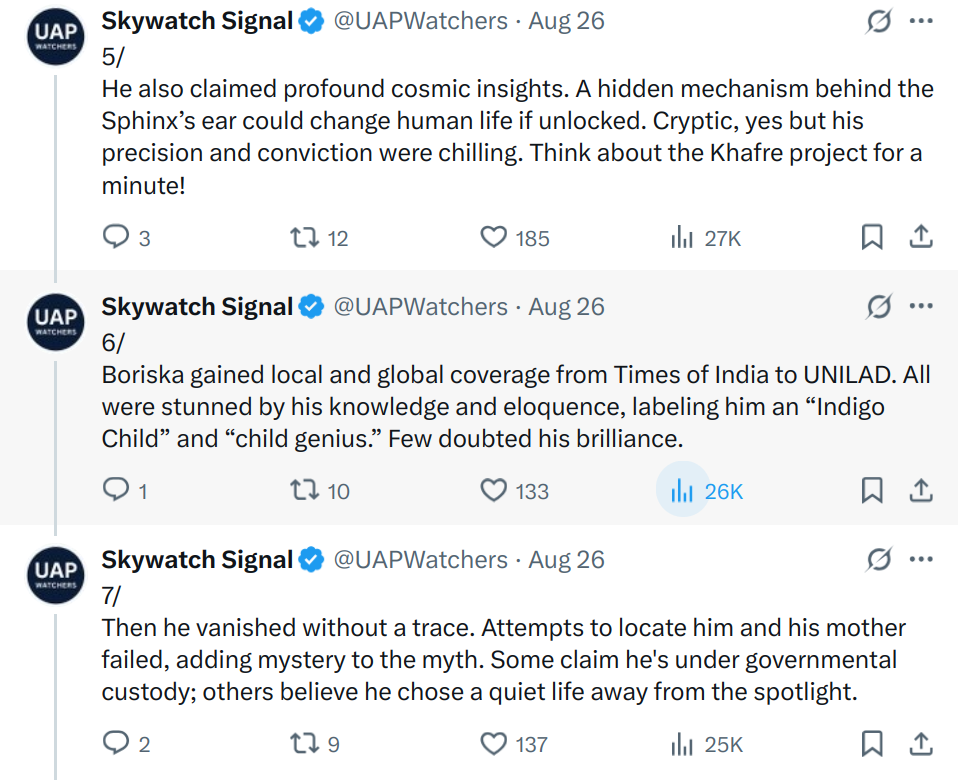 UAP
WATCHERS
Skywatch Signal @UAPWatchers · Aug 26
5/
He also claimed profound cosmic insights. A hidden mechanism behind the
Sphinx’s ear could change human life if unlocked. Cryptic, yes but his
precision and conviction were chilling. Think about the Khafre project for a
minute!
3 12 185 27K
UAP
WATCHERS
Skywatch Signal @UAPWatchers · Aug 26
6/
Boriska gained local and global coverage from Times of India to UNILAD. All
were stunned by his knowledge and eloquence, labeling him an “Indigo
Child” and “child genius.” Few doubted his brilliance.
1 10 133 26K
UAP
WATCHERS
Skywatch Signal @UAPWatchers · Aug 26
7/
Then he vanished without a trace. Attempts to locate him and his mother
failed, adding mystery to the myth. Some claim he's under governmental
custody; others believe he chose a quiet life away from the spotlight.
2 9 137 25K